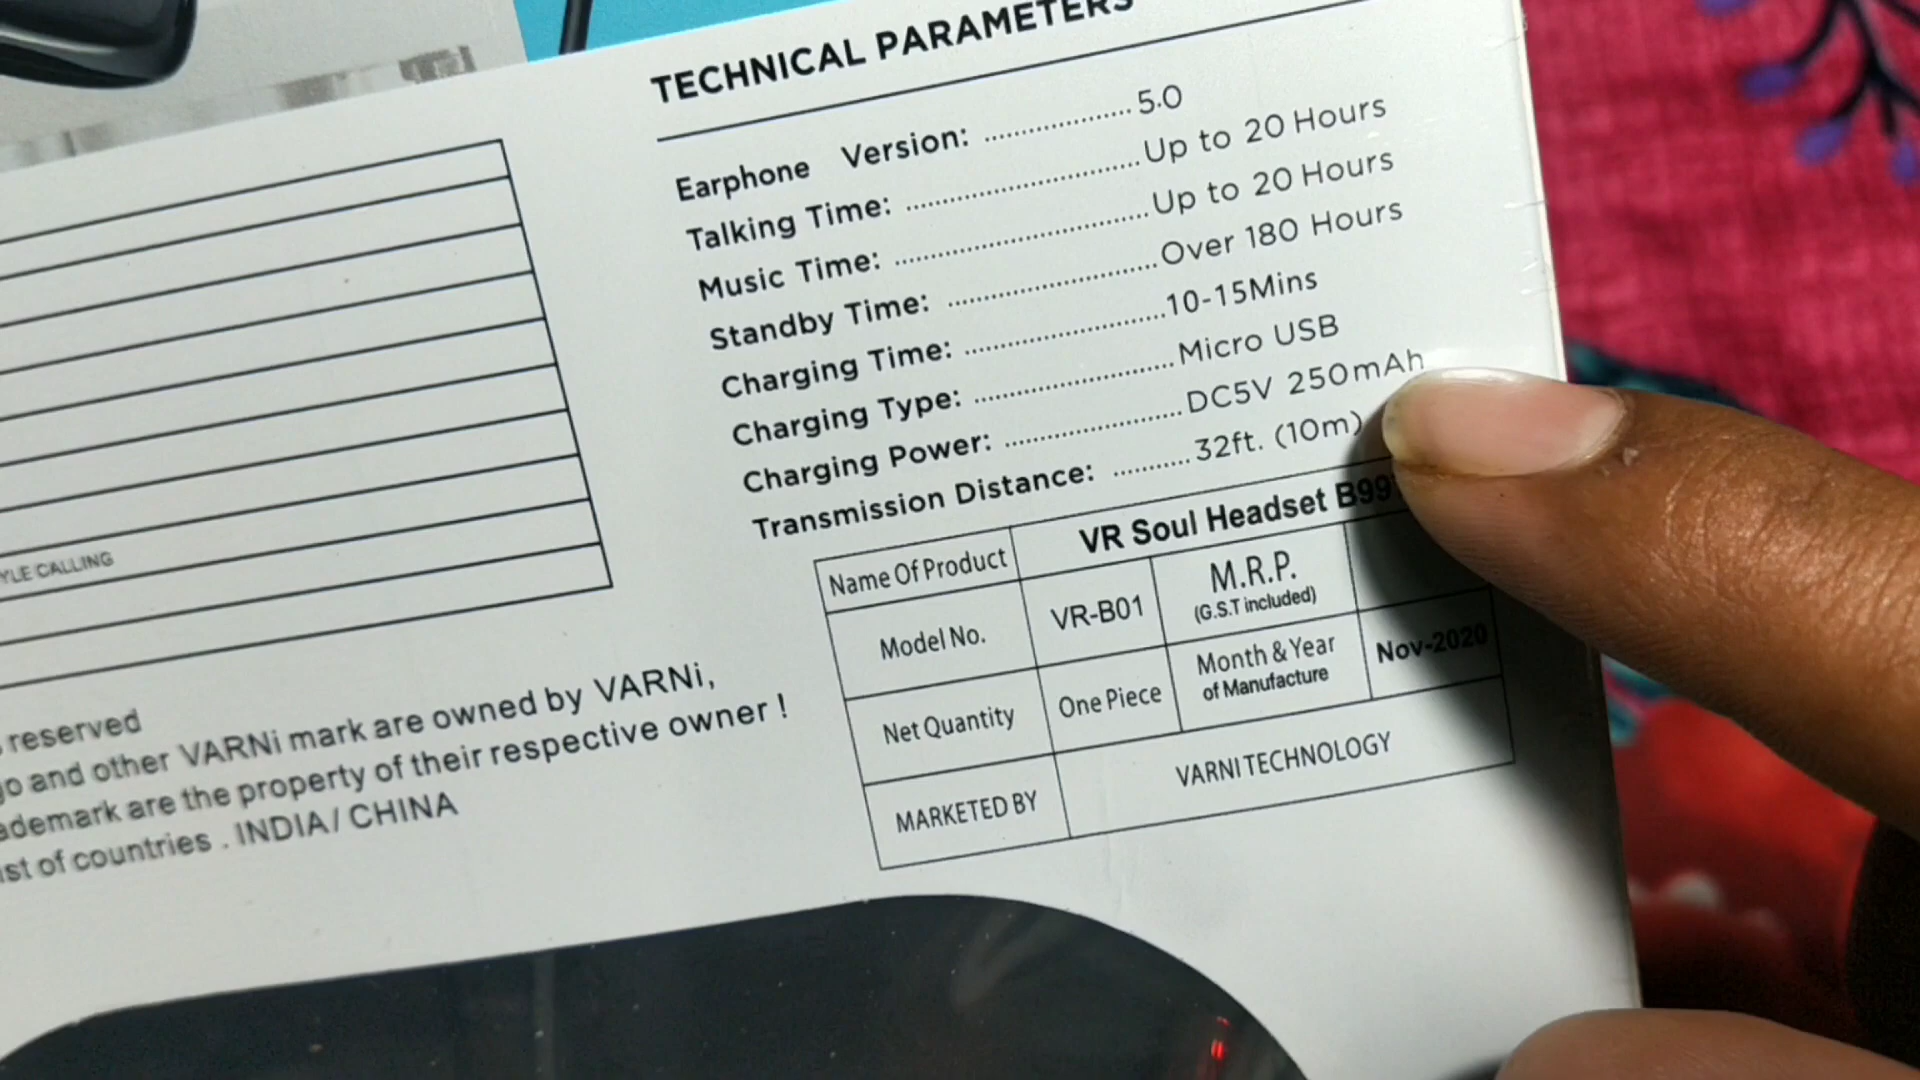 TECHNICAL PARAMETERS
Earphone Version: ................... 5.0
Talking Time: .............................. Up to 20 Hours
Music Time: ................................ Up to 20 Hours
Standby Time: ........................... Over 180 Hours
Charging Time: .......................... 10-15Mins
Charging Type: .......................... Micro USB
Charging Power: ....................... DC5V 250mAh
Transmission Distance: ........... 32ft. (10m)
Name Of Product VR Soul Headset
Model No. VR-B01 M.R.P.
(G.S.T included)
Net Quantity One Piece Month & Year
of Manufacture Nov-2020
MARKETED BY VARNI TECHNOLOGY
CALLING
reserved
and other VARNi mark are owned by VARNi,
are the property of their respective owner !
of countries . INDIA / CHINA